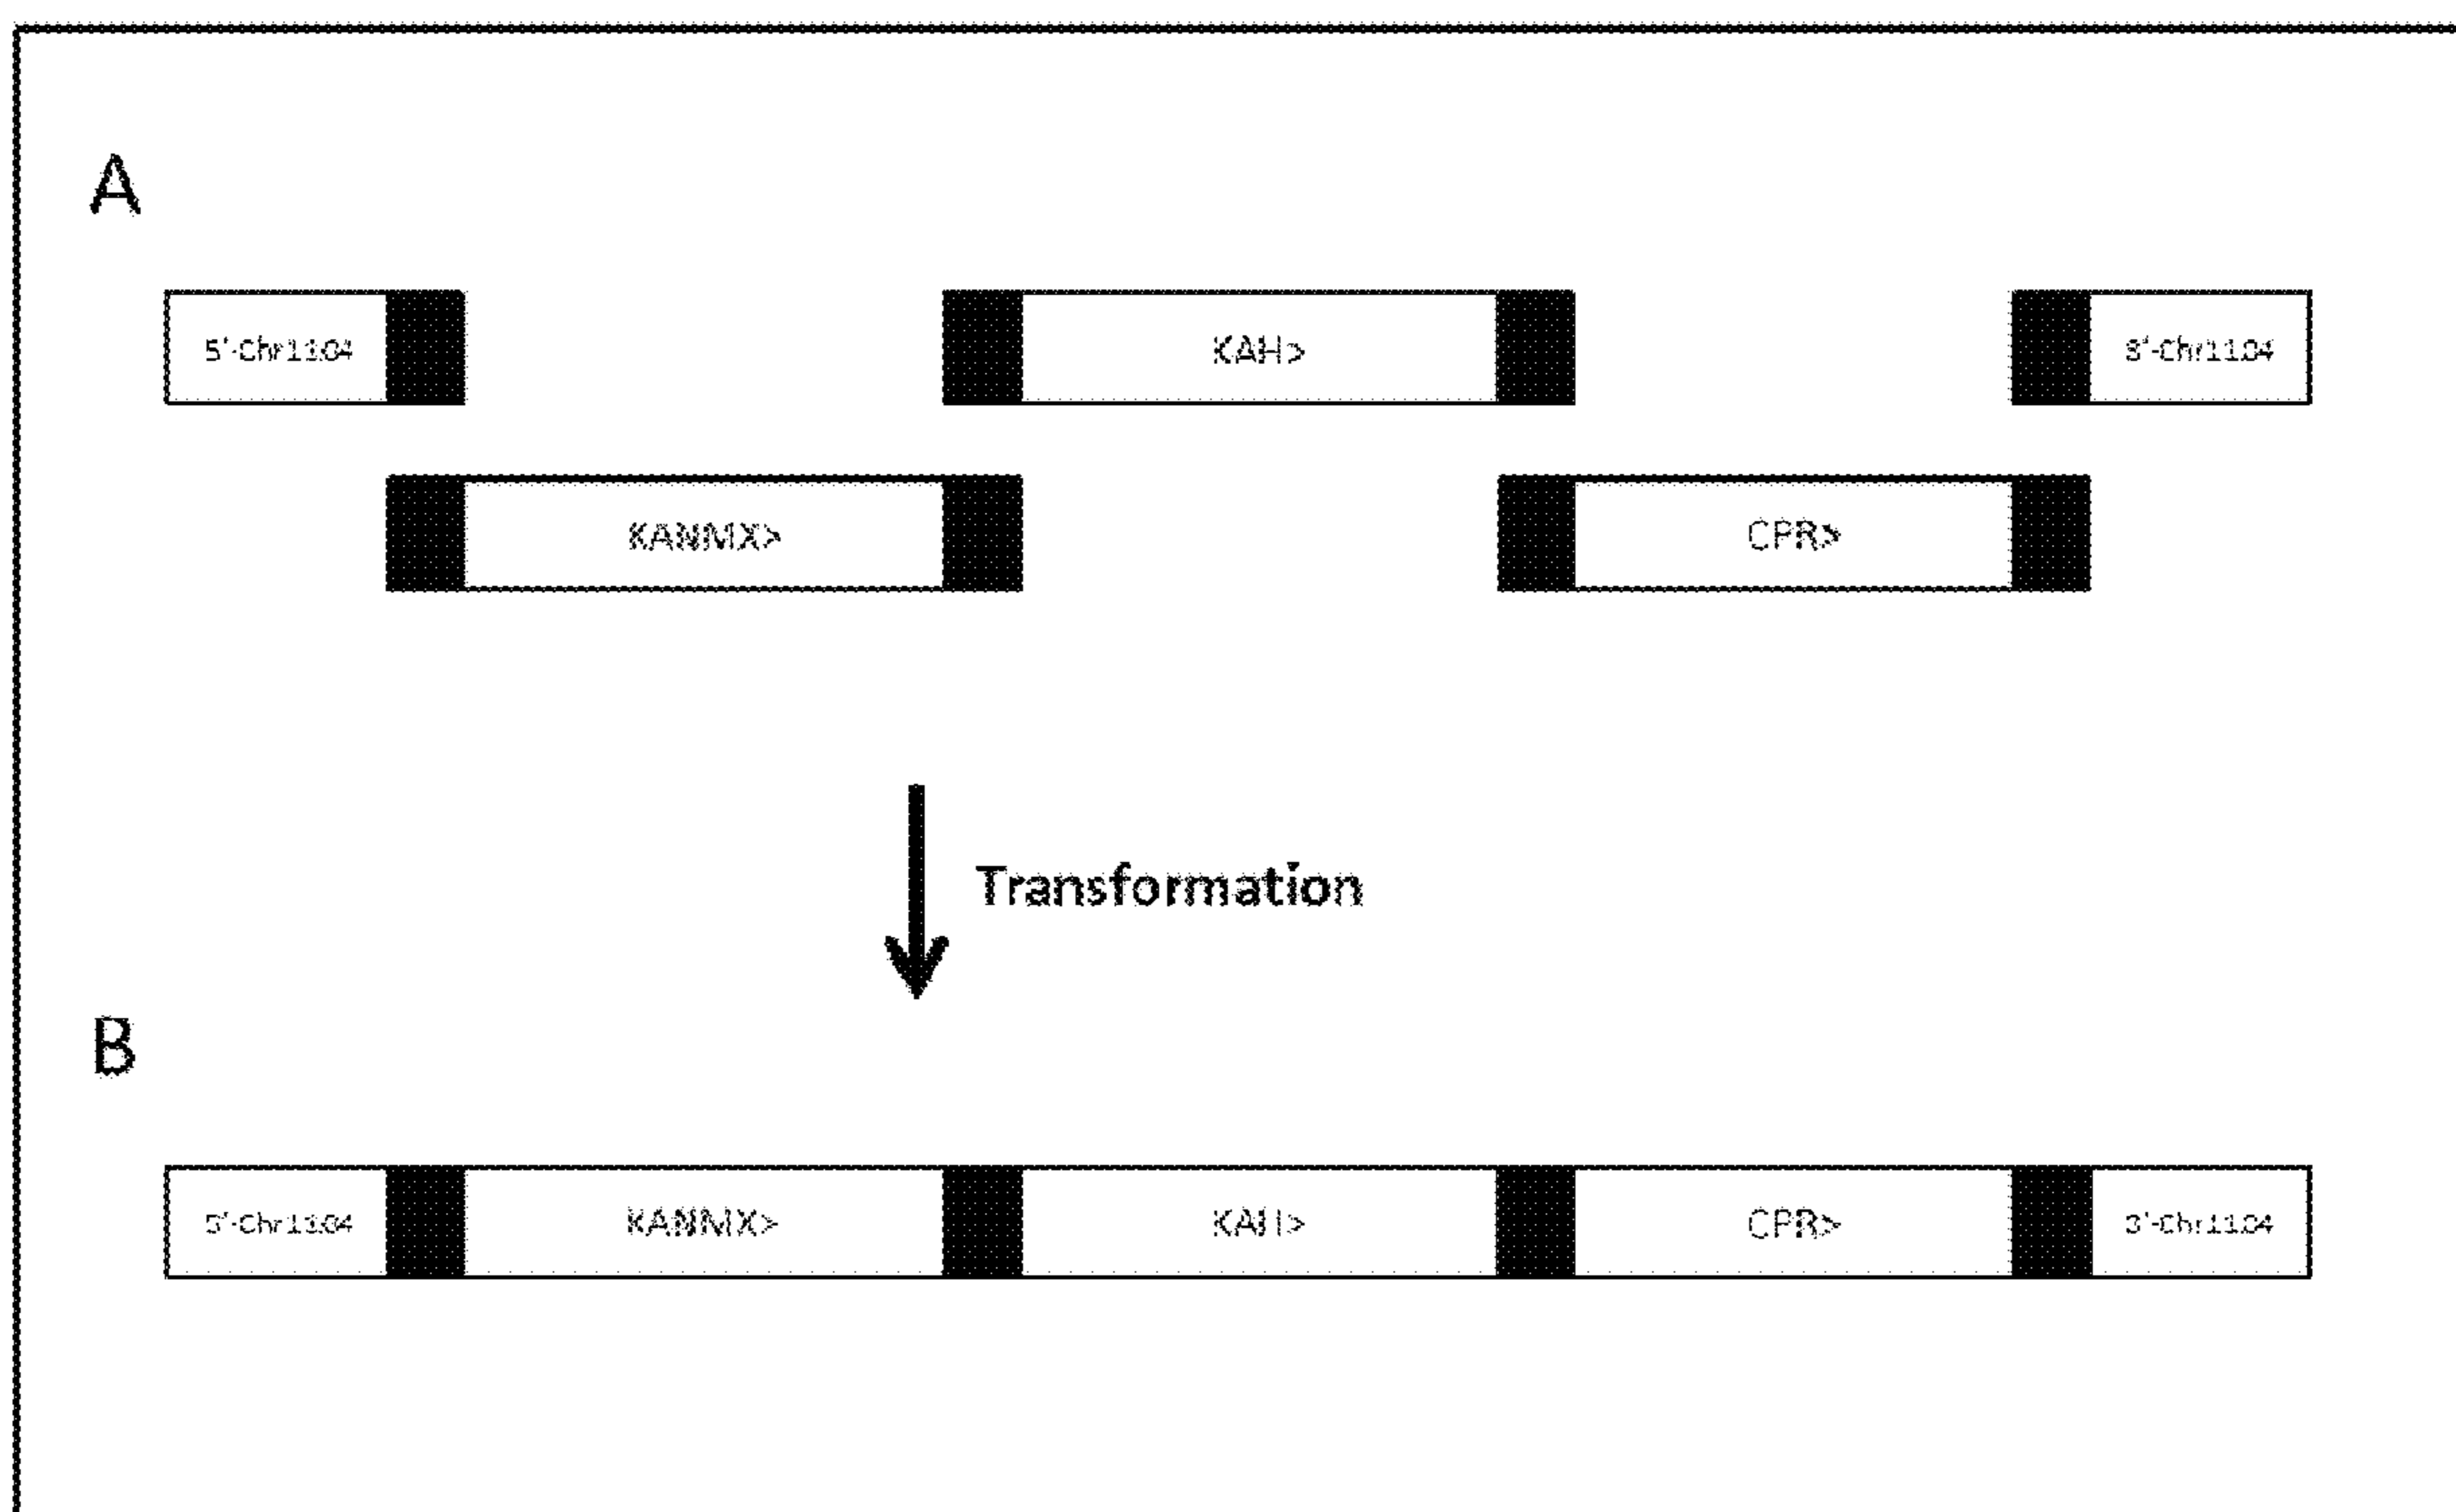 A
5'-Chr11.04
KAH>
3'-Chr11.04
KANMX>
CPR>
Transformation
B
5'-Chr11.04
KANMX>
KAH>
CPR>
3'-Chr11.04